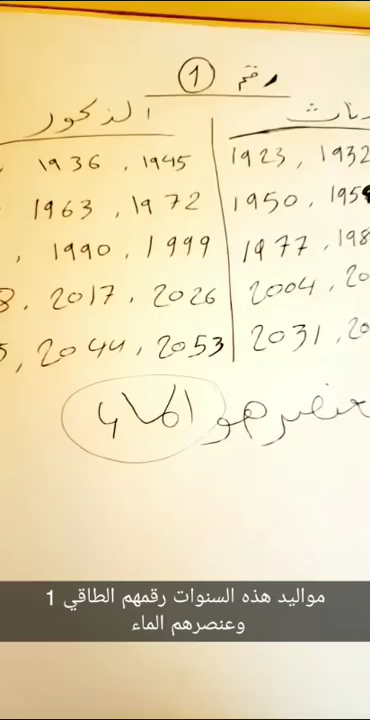 رقم 1
الذكور
1936 , 1945 1923 , 1932
1963 , 1972 1950 ,
, 1990 , 1999 1977 ,
, 2017 , 2026 2004 ,
, 2044 , 2053 2031 ,
هو الماء
مواليد هذه السنوات رقمهم الطاقي 1
وعنصرهم الماء